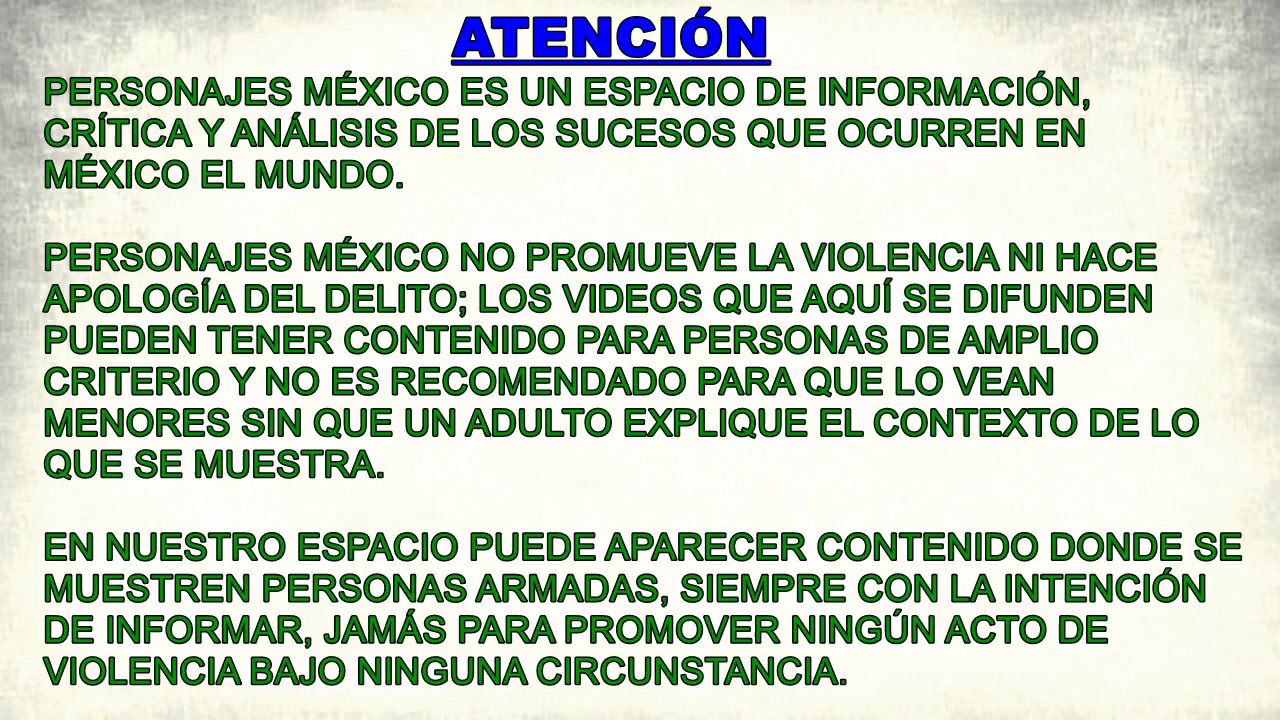 ATENCIÓN
PERSONAJES MÉXICO ES UN ESPACIO DE INFORMACIÓN,
CRÍTICA Y ANÁLISIS DE LOS SUCESOS QUE OCURREN EN
MÉXICO EL MUNDO.
PERSONAJES MÉXICO NO PROMUEVE LA VIOLENCIA NI HACE
APOLOGÍA DEL DELITO; LOS VIDEOS QUE AQUÍ SE DIFUNDEN
PUEDEN TENER CONTENIDO PARA PERSONAS DE AMPLIO
CRITERIO Y NO ES RECOMENDADO PARA QUE LO VEAN
MENORES SIN QUE UN ADULTO EXPLIQUE EL CONTEXTO DE LO
QUE SE MUESTRA.
EN NUESTRO ESPACIO PUEDE APARECER CONTENIDO DONDE SE
MUESTREN PERSONAS ARMADAS, SIEMPRE CON LA INTENCIÓN
DE INFORMAR, JAMÁS PARA PROMOVER NINGÚN ACTO DE
VIOLENCIA BAJO NINGUNA CIRCUNSTANCIA.